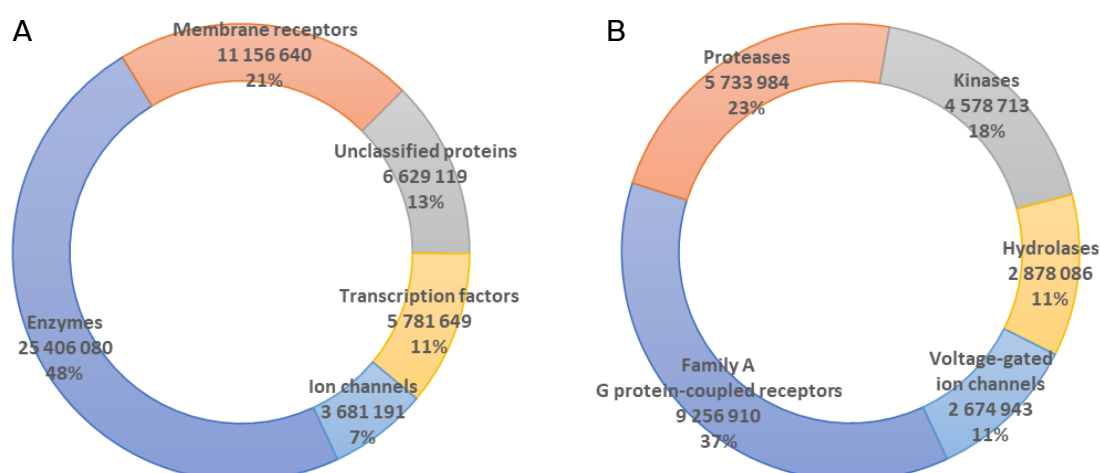 A
Membrane receptors
11 156 640
21%
Unclassified proteins
6 629 119
13%
Transcription factors
5 781 649
11%
Ion channels
3 681 191
7%
Enzymes
25 406 080
48%
B
Proteases
5 733 984
23%
Kinases
4 578 713
18%
Hydrolases
2 878 086
11%
Voltage-gated
ion channels
2 674 943
11%
Family A
G protein-coupled receptors
9 256 910
37%